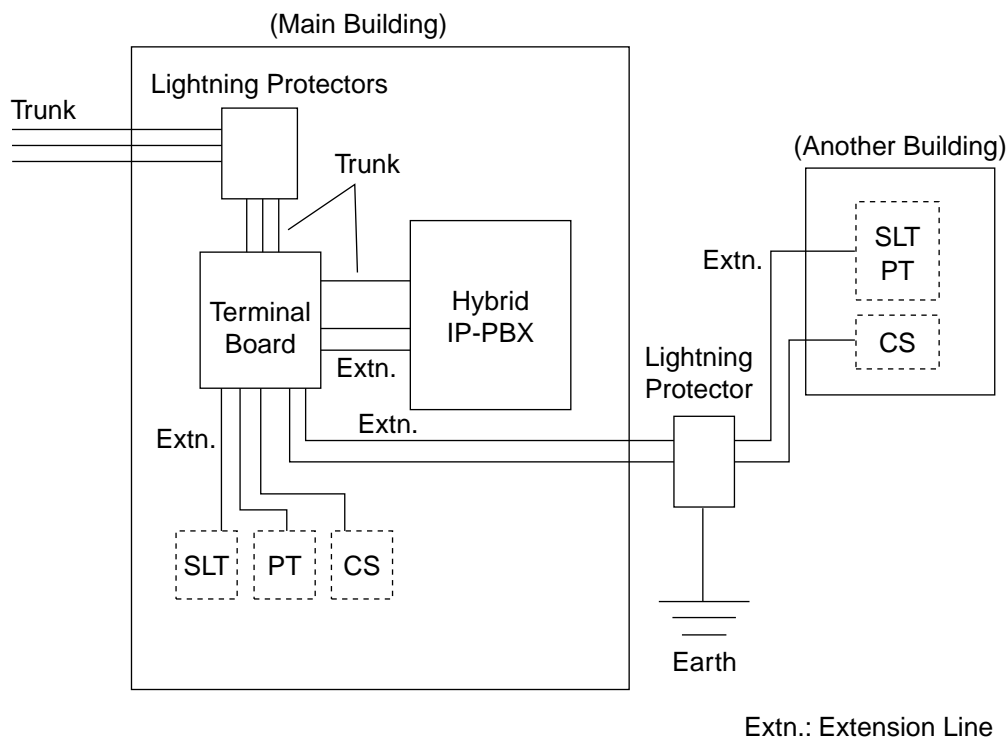 (Main Building)
Lightning Protectors
Trunk
Trunk
(Another Building)
Terminal
Board
Hybrid
IP-PBX
Extn.
SLT
PT
Extn.
CS
Lightning
Protector
Extn.
Extn.
SLT
PT
CS
Earth
Extn.: Extension Line